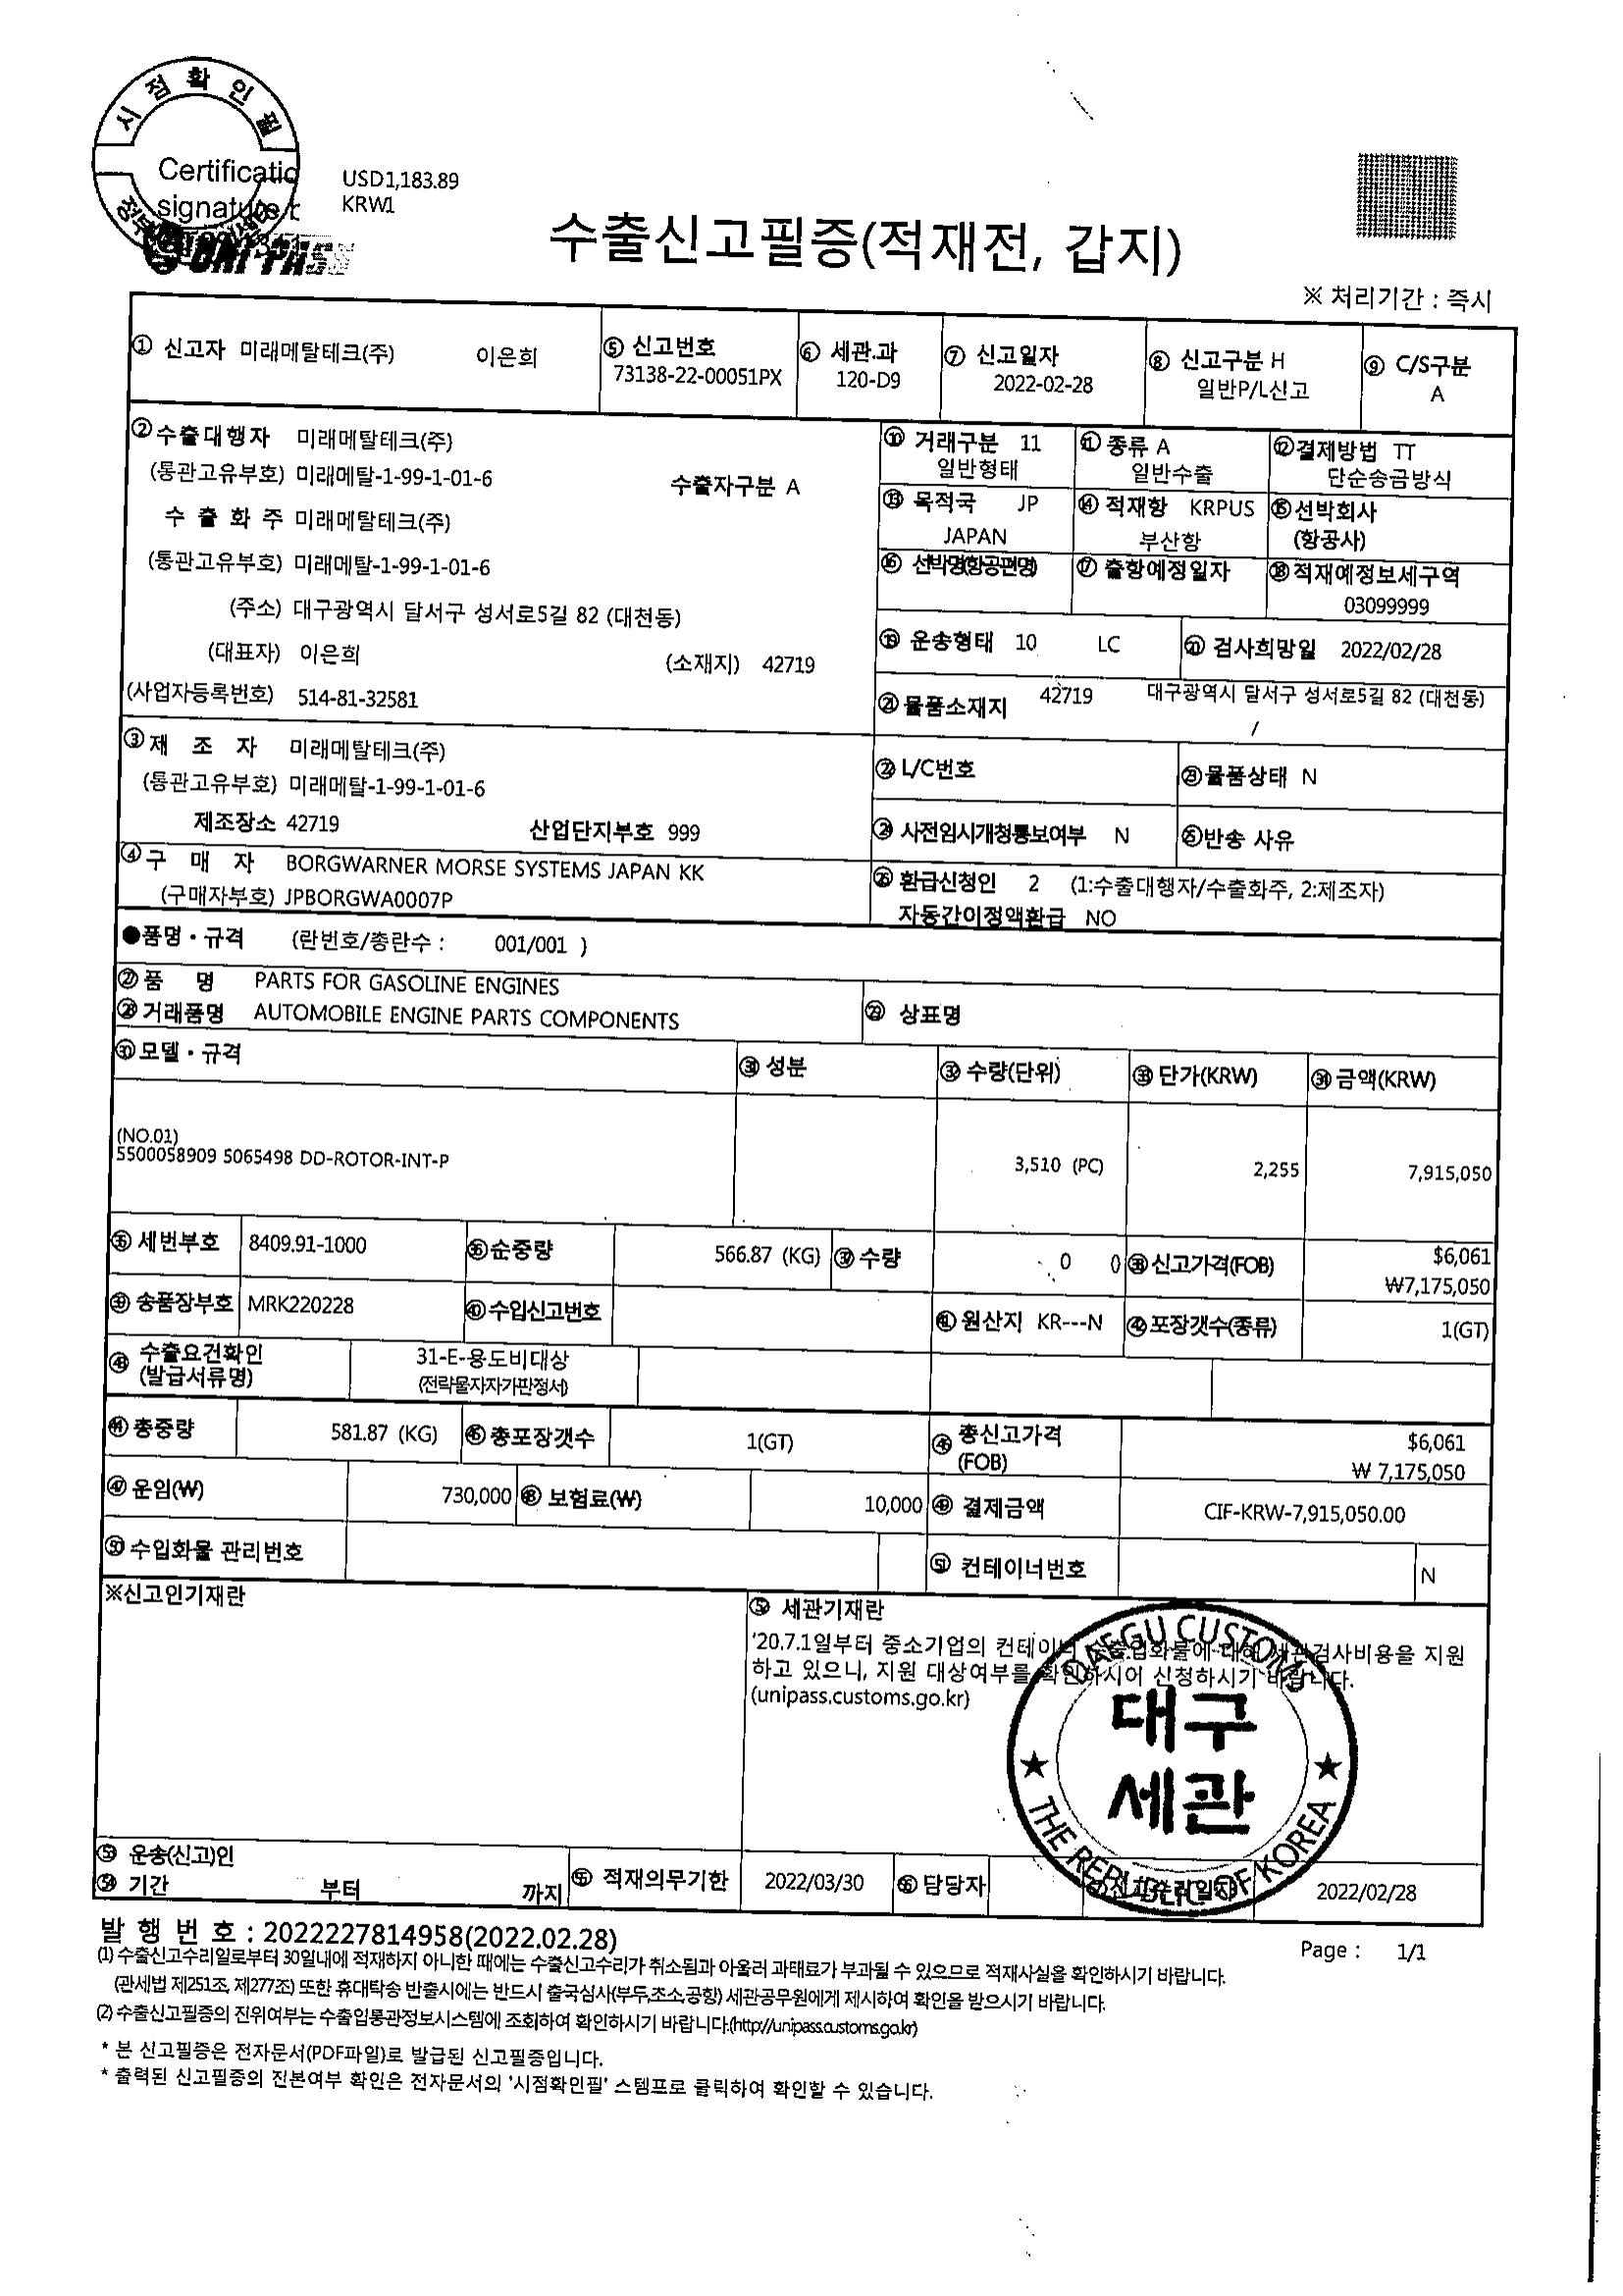 시점확인필
Certificatio
signature
USD1,183.89
KRW1
UNI-PASS
수출신고필증(적재전, 갑지)
※ 처리기간 : 즉시
① 신고자 미래메탈테크(주) 이은희
⑤ 신고번호
73138-22-00051PX
⑥ 세관.과
120-D9
⑦ 신고일자
2022-02-28
⑧ 신고구분 H
일반P/L신고
⑨ C/S구분
A
② 수출대행자 미래메탈테크(주)
(통관고유부호) 미래메탈-1-99-1-01-6 수출자구분 A
수 출 화 주 미래메탈테크(주)
(통관고유부호) 미래메탈-1-99-1-01-6
(주소) 대구광역시 달서구 성서로5길 82 (대천동)
(대표자) 이은희 (소재지) 42719
(사업자등록번호) 514-81-32581
⑩ 거래구분 11
일반형태
⑪ 종류 A
일반수출
⑫ 결제방법 TT
단순송금방식
⑬ 목적국 JP
JAPAN
⑭ 적재항 KRPUS
부산항
⑮ 선박회사
(항공사)
⑯ 선박명(항공편명)
⑰ 출항예정일자
⑱ 적재예정보세구역
03099999
⑲ 운송형태 10 LC
⑳ 검사희망일 2022/02/28
㉑ 물품소재지 42719 대구광역시 달서구 성서로5길 82 (대천동)
/
③ 제 조 자 미래메탈테크(주)
(통관고유부호) 미래메탈-1-99-1-01-6
제조장소 42719 산업단지부호 999
㉒ L/C번호
㉓ 물품상태 N
㉔ 사전임시개청통보여부 N
㉕ 반송 사유
④ 구 매 자 BORGWARNER MORSE SYSTEMS JAPAN KK
(구매자부호) JPBORGWA0007P
㉖ 환급신청인 2 (1:수출대행자/수출화주, 2:제조자)
자동간이정액환급 NO
●품명・규격 (란번호/총란수 : 001/001 )
㉗ 품 명 PARTS FOR GASOLINE ENGINES
㉘ 거래품명 AUTOMOBILE ENGINE PARTS COMPONENTS
㉙ 상표명
㉚ 모델・규격
㉛ 성분
㉜ 수량(단위)
㉝ 단가(KRW)
㉞ 금액(KRW)
(NO.01)
5500058909 5065498 DD-ROTOR-INT-P 3,510 (PC) 2,255 7,915,050
㉟ 세번부호 8409.91-1000
㊱ 순중량 566.87 (KG)
㊲ 수량 0 0
㊳ 신고가격(FOB) $6,061
₩7,175,050
㊴ 송품장부호 MRK220228
㊵ 수입신고번호
㊶ 원산지 KR---N
㊷ 포장갯수(종류) 1(GT)
㊸ 수출요건확인
(발급서류명)
31-E-용도비대상
(전략물자자가판정서)
㊹ 총중량 581.87 (KG)
㊺ 총포장갯수 1(GT)
㊻ 총신고가격
(FOB)
$6,061
₩ 7,175,050
㊼ 운임(₩) 730,000
㊽ 보험료(₩) 10,000
㊾ 결제금액 CIF-KRW-7,915,050.00
㊿ 수입화물 관리번호
51 컨테이너번호 N
※신고인기재란
52 세관기재란
'20.7.1일부터 중소기업의 컨테이너 수출입화물에 대해 세관검사비용을 지원
하고 있으니, 지원 대상여부를 확인하시어 신청하시기 바랍니다.
(unipass.customs.go.kr)
DAEGU CUSTOMS
대구
세관
THE REPUBLIC OF KOREA
53 운송(신고)인
54 기간 부터 까지
55 적재의무기한 2022/03/30
56 담당자
57 신고수리일자 2022/02/28
발 행 번 호 : 2022227814958(2022.02.28)
Page : 1/1
(1) 수출신고수리일로부터 30일내에 적재하지 아니한 때에는 수출신고수리가 취소됨과 아울러 과태료가 부과될 수 있으므로 적재사실을 확인하시기 바랍니다.
(관세법 제251조, 제277조) 또한 휴대탁송 반출시에는 반드시 출국심사(부두,초소,공항) 세관공무원에게 제시하여 확인을 받으시기 바랍니다.
(2) 수출신고필증의 진위여부는 수출입통관정보시스템에 조회하여 확인하시기 바랍니다.(http://unipass.customs.go.kr)
* 본 신고필증은 전자문서(PDF파일)로 발급된 신고필증입니다.
* 출력된 신고필증의 진본여부 확인은 전자문서의 '시점확인필' 스템프로 클릭하여 확인할 수 있습니다.